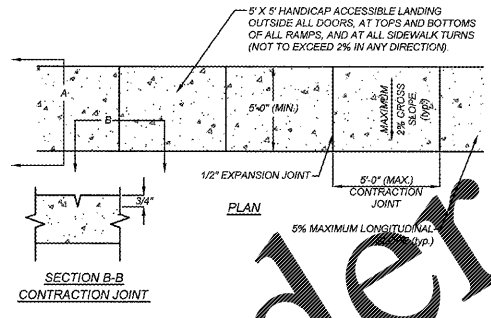 5' X 5' HANDICAP ACCESSIBLE LANDING
OUTSIDE ALL DOORS, AT TOPS AND BOTTOMS
OF ALL RAMPS, AND AT ALL SIDEWALK TURNS
(NOT TO EXCEED 2% IN ANY DIRECTION).
A
B
5'-0" (MIN.)
MAXIMUM
2% CROSS
SLOPE
(typ.)
1/2" EXPANSION JOINT
5'-0" (MAX.)
CONTRACTION
JOINT
3/4"
PLAN
5% MAXIMUM LONGITUDINAL
(typ.)
SECTION B-B
CONTRACTION JOINT
der